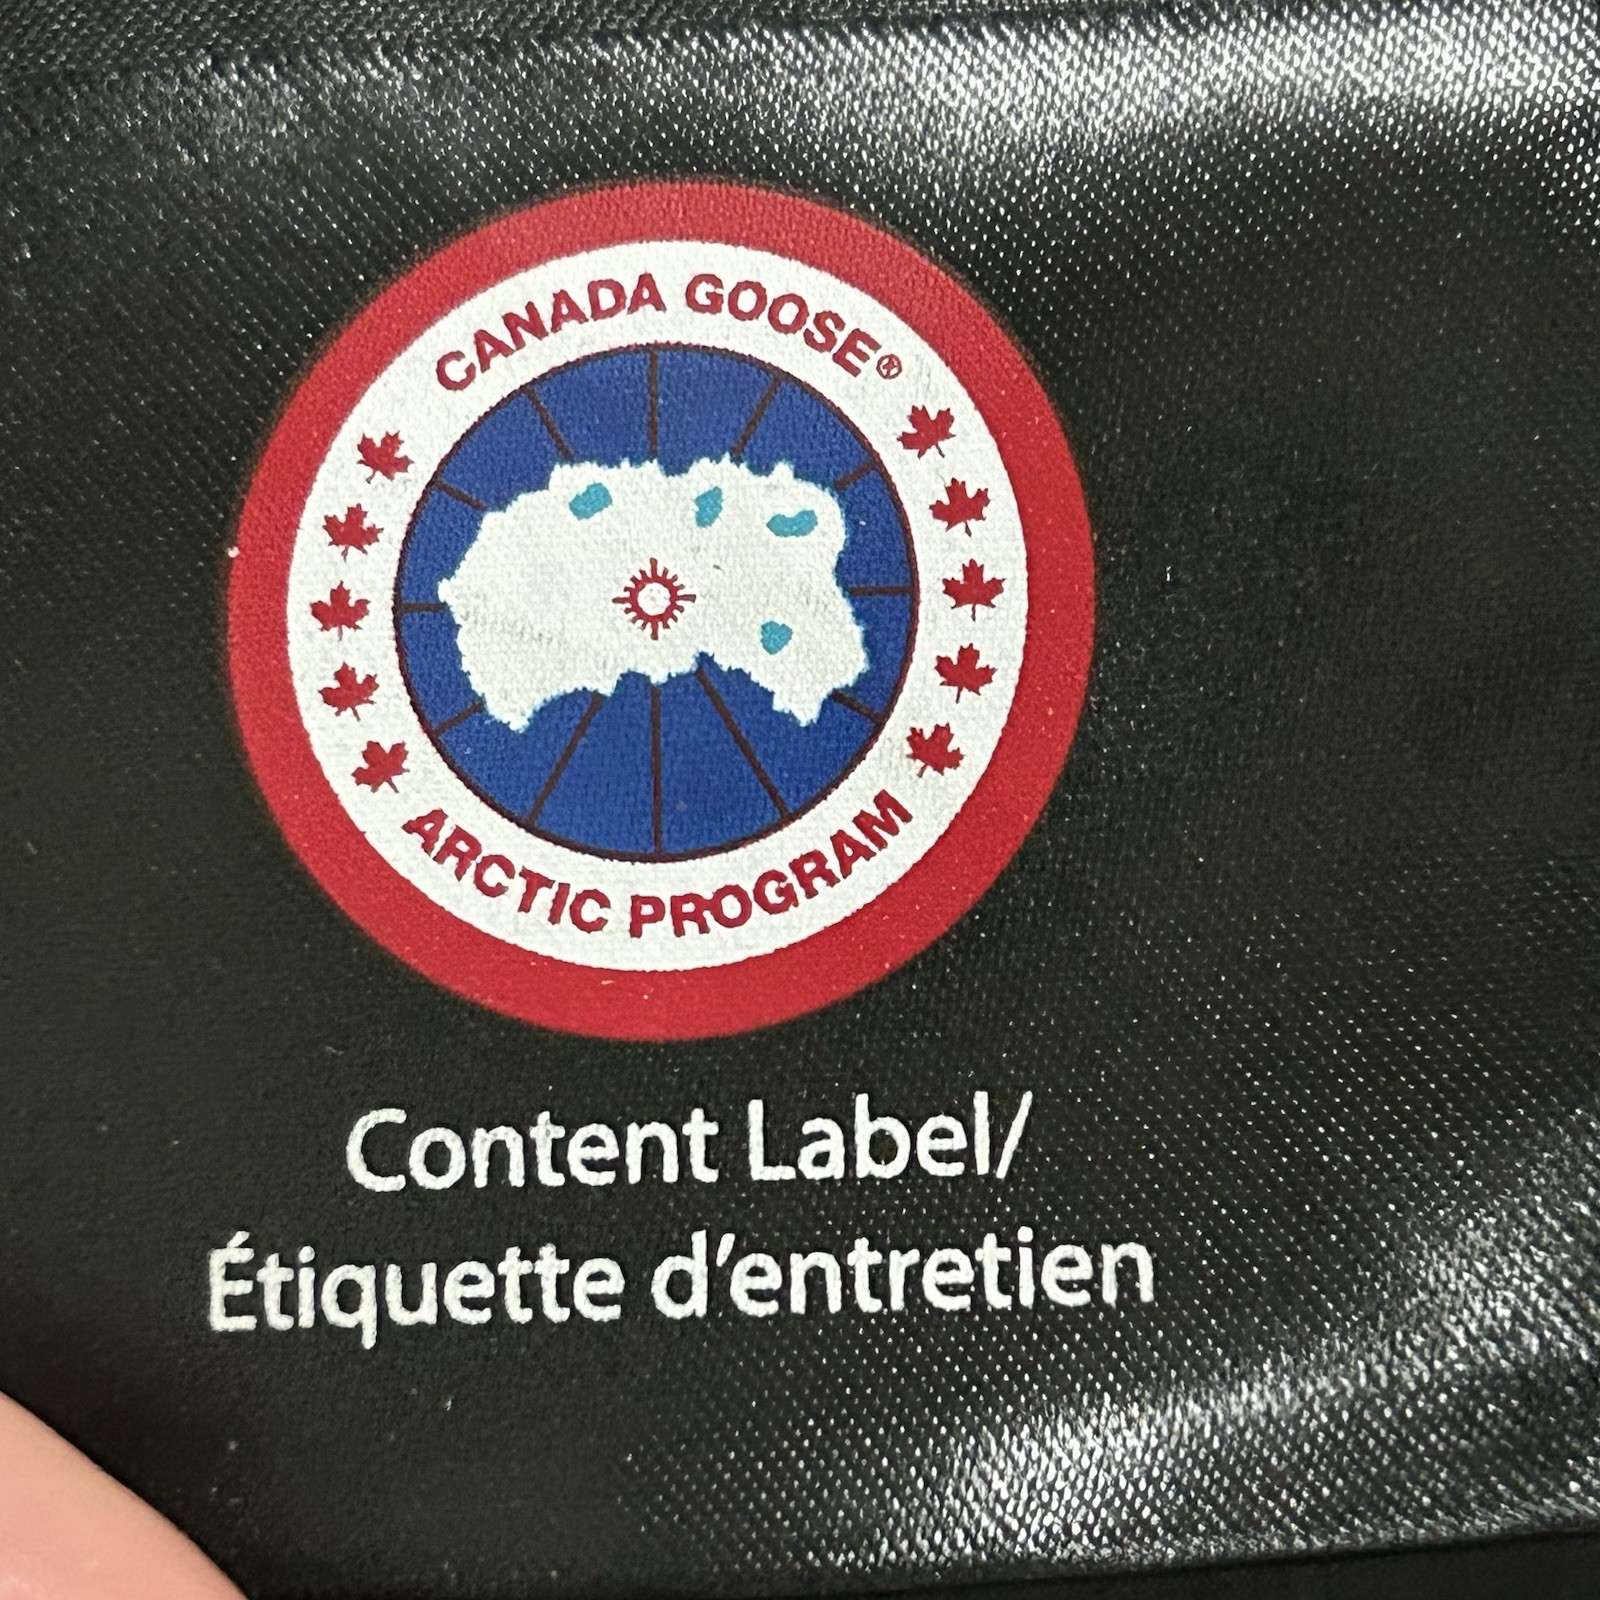 CANADA GOOSE®
ARCTIC PROGRAM
Content Label/
Étiquette d'entretien